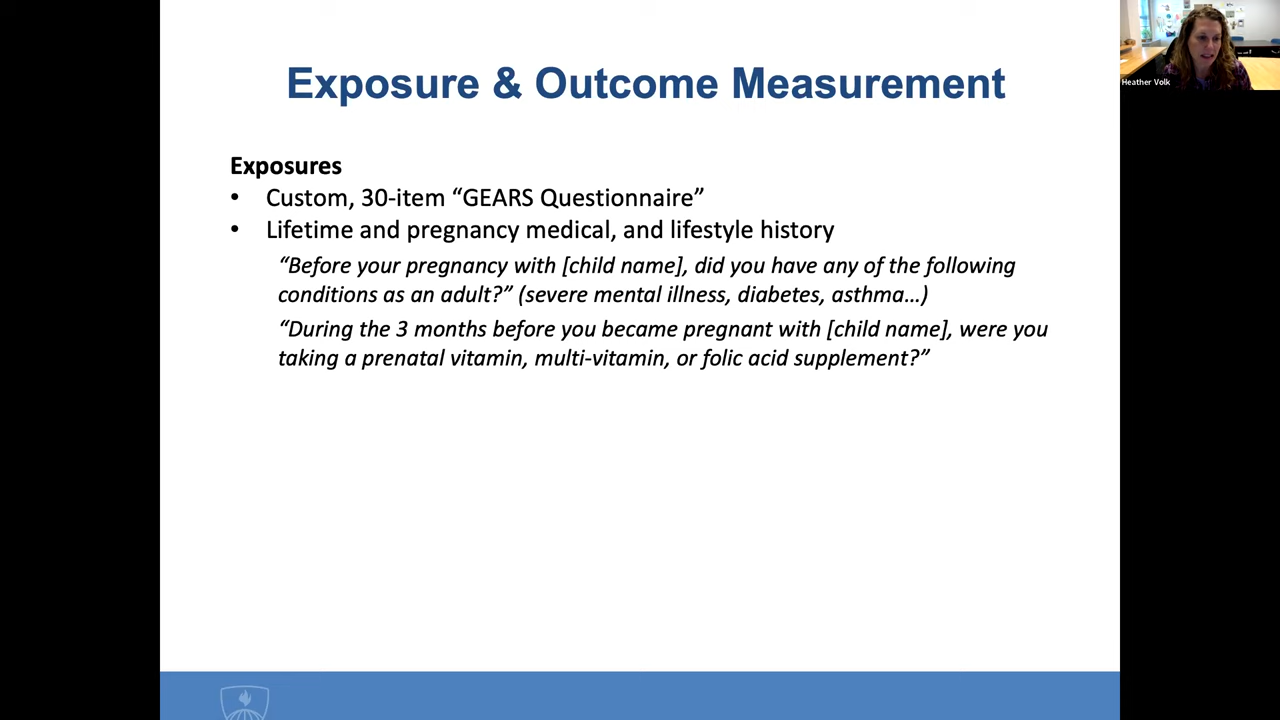 Exposure & Outcome Measurement
Heather Volk
Exposures
• Custom, 30-item “GEARS Questionnaire”
• Lifetime and pregnancy medical, and lifestyle history
“Before your pregnancy with [child name], did you have any of the following
conditions as an adult?” (severe mental illness, diabetes, asthma…)
“During the 3 months before you became pregnant with [child name], were you
taking a prenatal vitamin, multi-vitamin, or folic acid supplement?”